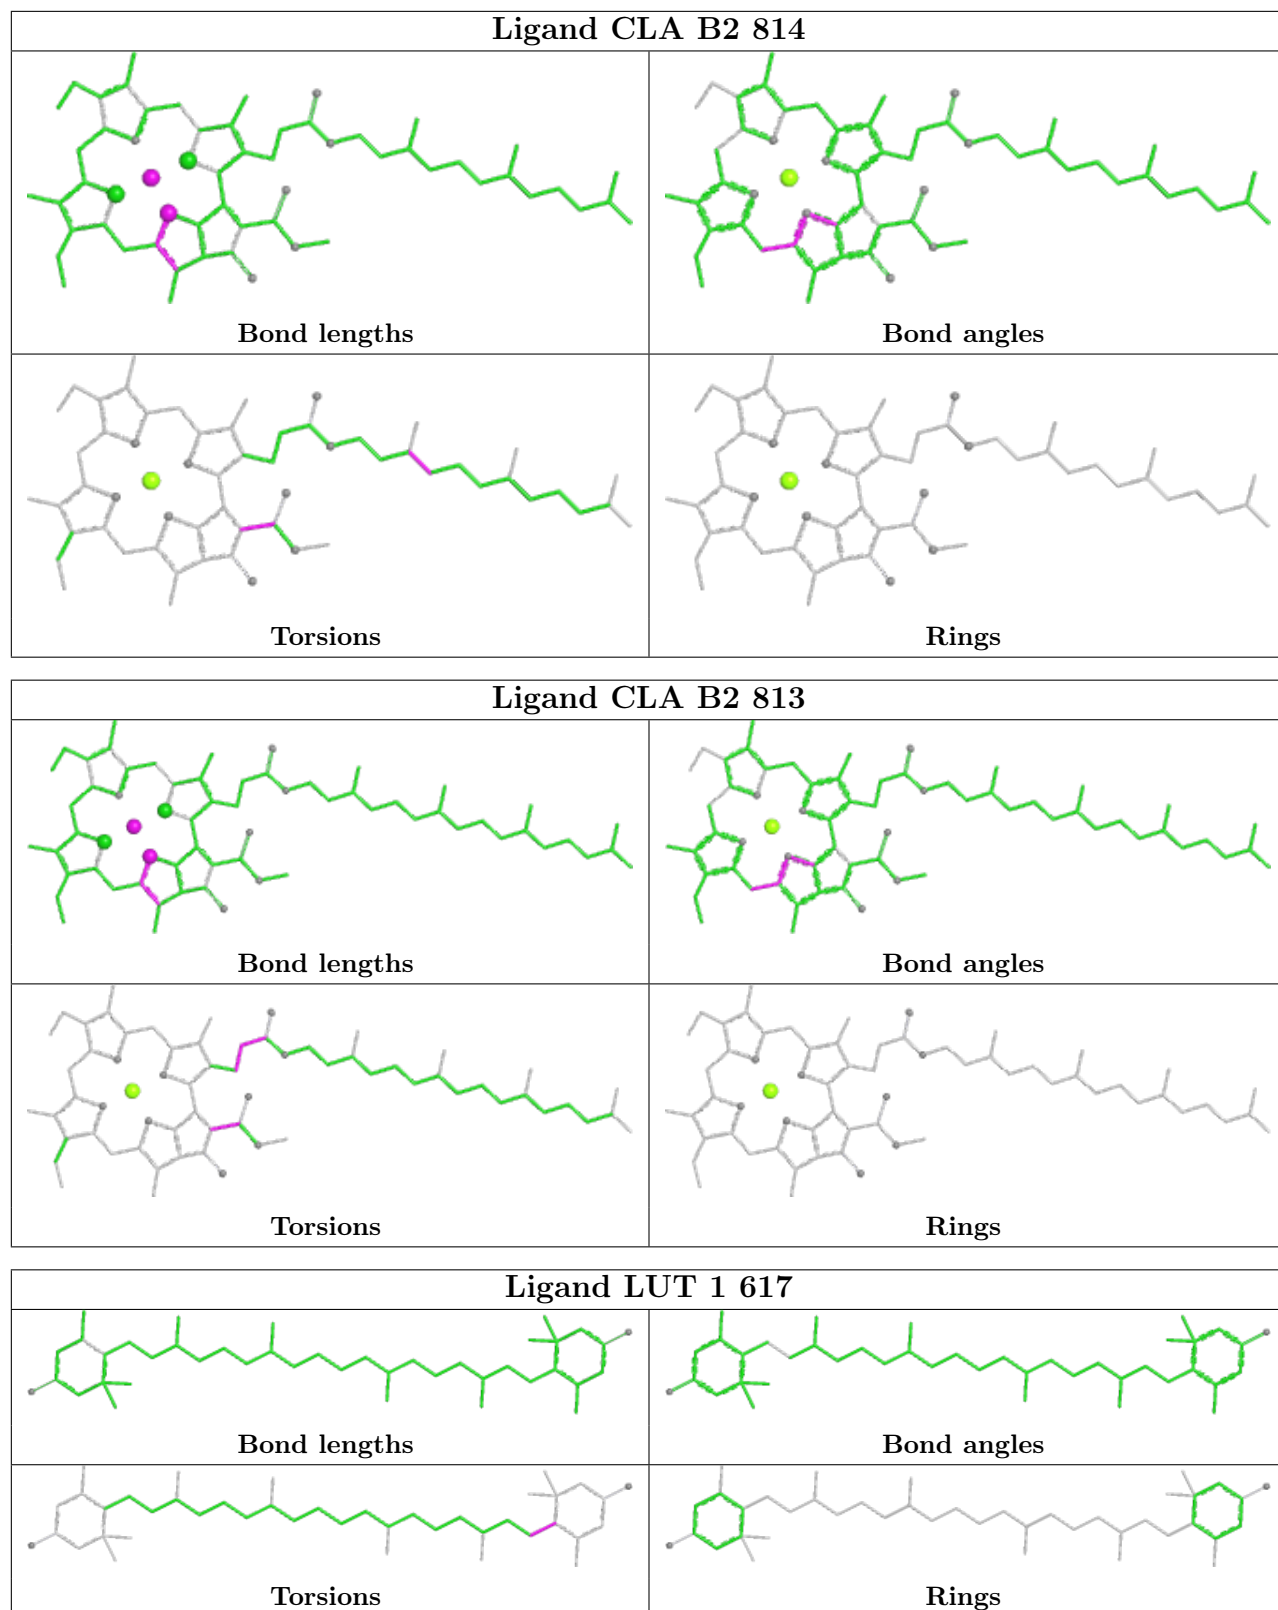 Ligand CLA B2 814
Bond lengths
Bond angles
Torsions
Rings
Ligand CLA B2 813
Bond lengths
Bond angles
Torsions
Rings
Ligand LUT 1 617
Bond lengths
Bond angles
Torsions
Rings